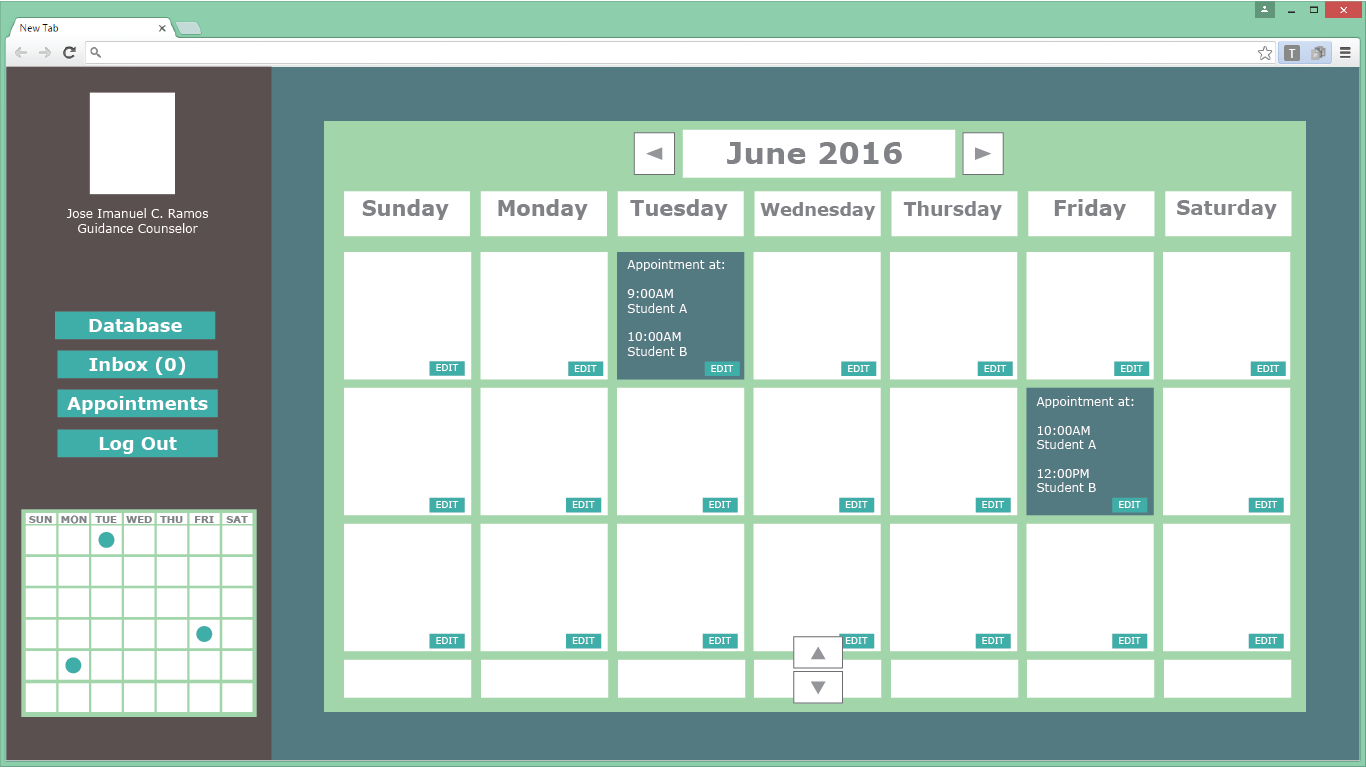 New Tab
T
Jose Imanuel C. Ramos
Guidance Counselor
Database
Inbox (0)
Appointments
Log Out
SUN MON TUE WED THU FRI SAT
June 2016
Sunday Monday Tuesday Wednesday Thursday Friday Saturday
Appointment at:
9:00AM
Student A
10:00AM
Student B
EDIT EDIT EDIT EDIT EDIT EDIT EDIT
Appointment at:
10:00AM
Student A
12:00PM
Student B
EDIT EDIT EDIT EDIT EDIT EDIT EDIT
EDIT EDIT EDIT EDIT EDIT EDIT EDIT